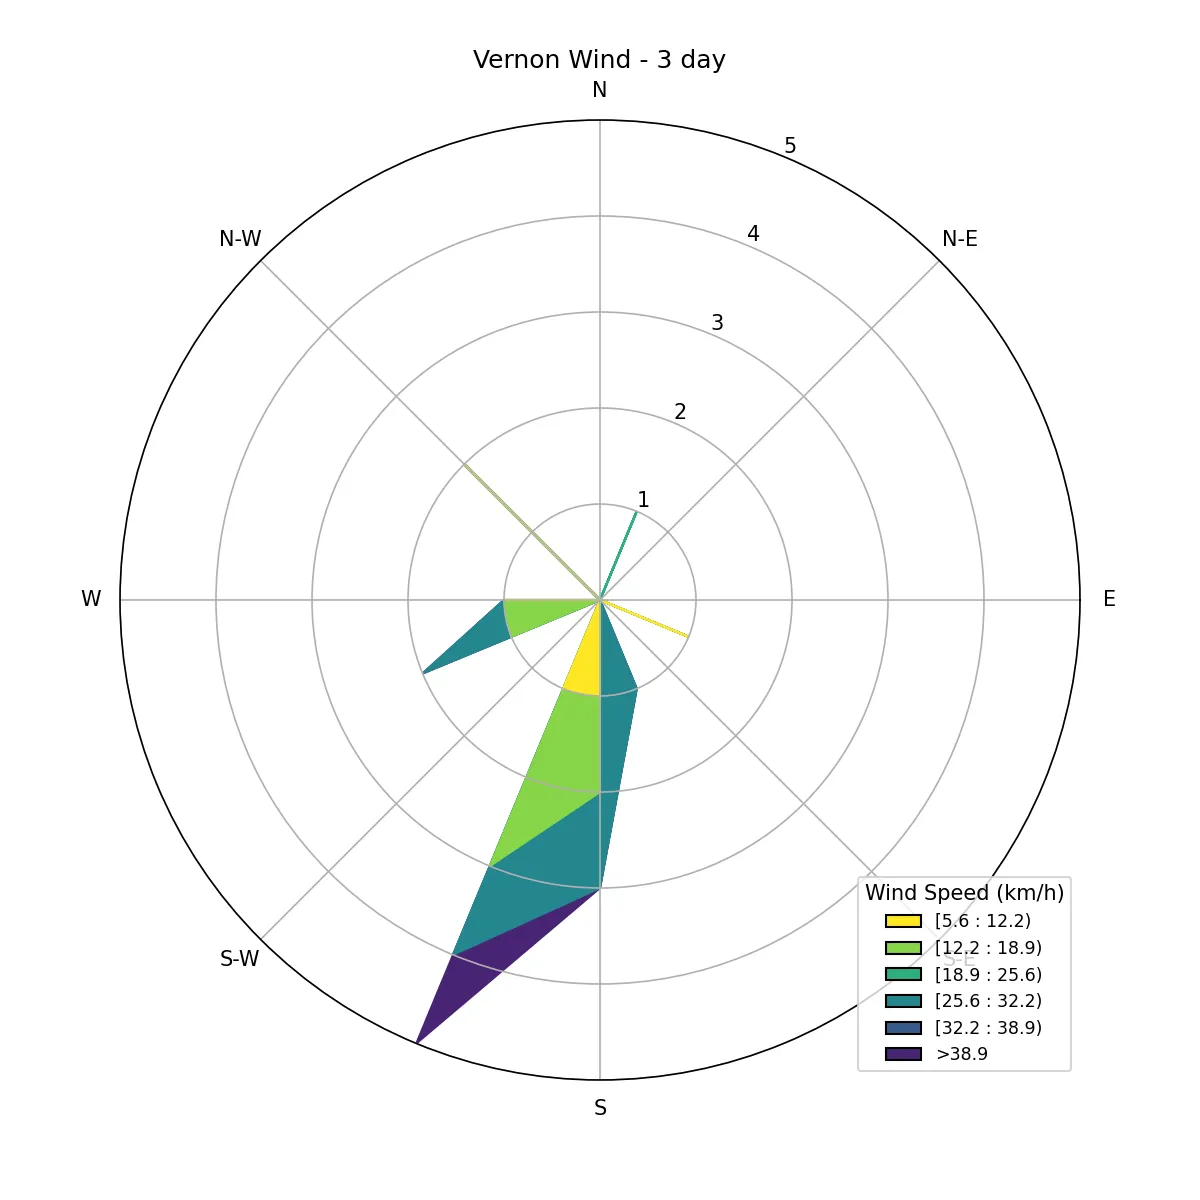 Vernon Wind - 3 day
N
5
N-W
4
N-E
3
2
1
W
E
Wind Speed (km/h)
[5.6 : 12.2)
[12.2 : 18.9)
S-W
S-E
[18.9 : 25.6)
[25.6 : 32.2)
[32.2 : 38.9)
>38.9
S